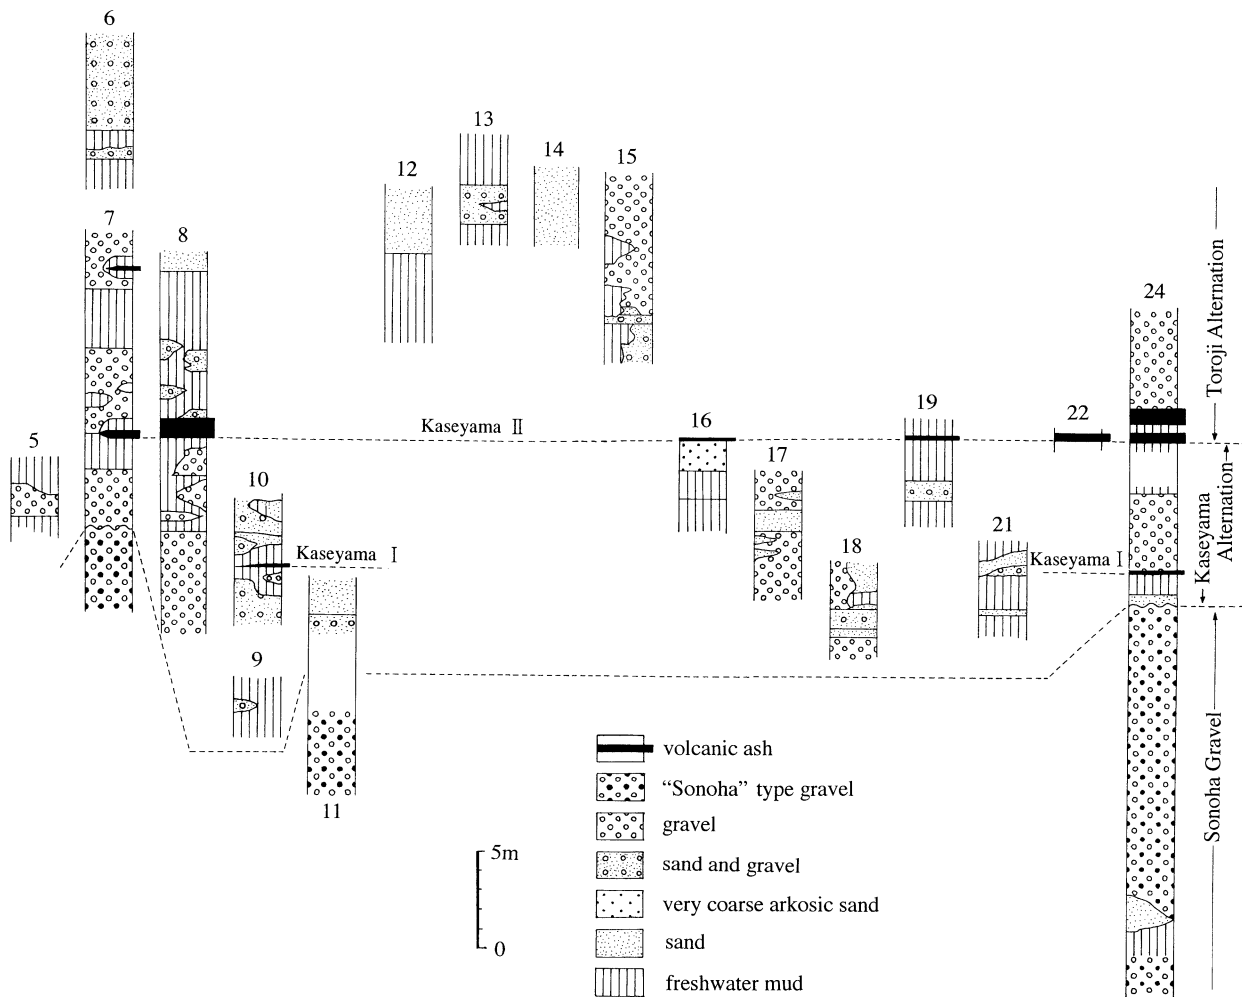 6
13
14
15
12
7
8
24
Toroji Alternation
Kaseyama II
16
19
22
5
17
10
Kaseyama I
18
21
Kaseyama I
Kaseyama
Alternation
9
11
Sonoha Gravel
volcanic ash
“Sonoha” type gravel
gravel
5m
sand and gravel
very coarse arkosic sand
0
sand
freshwater mud